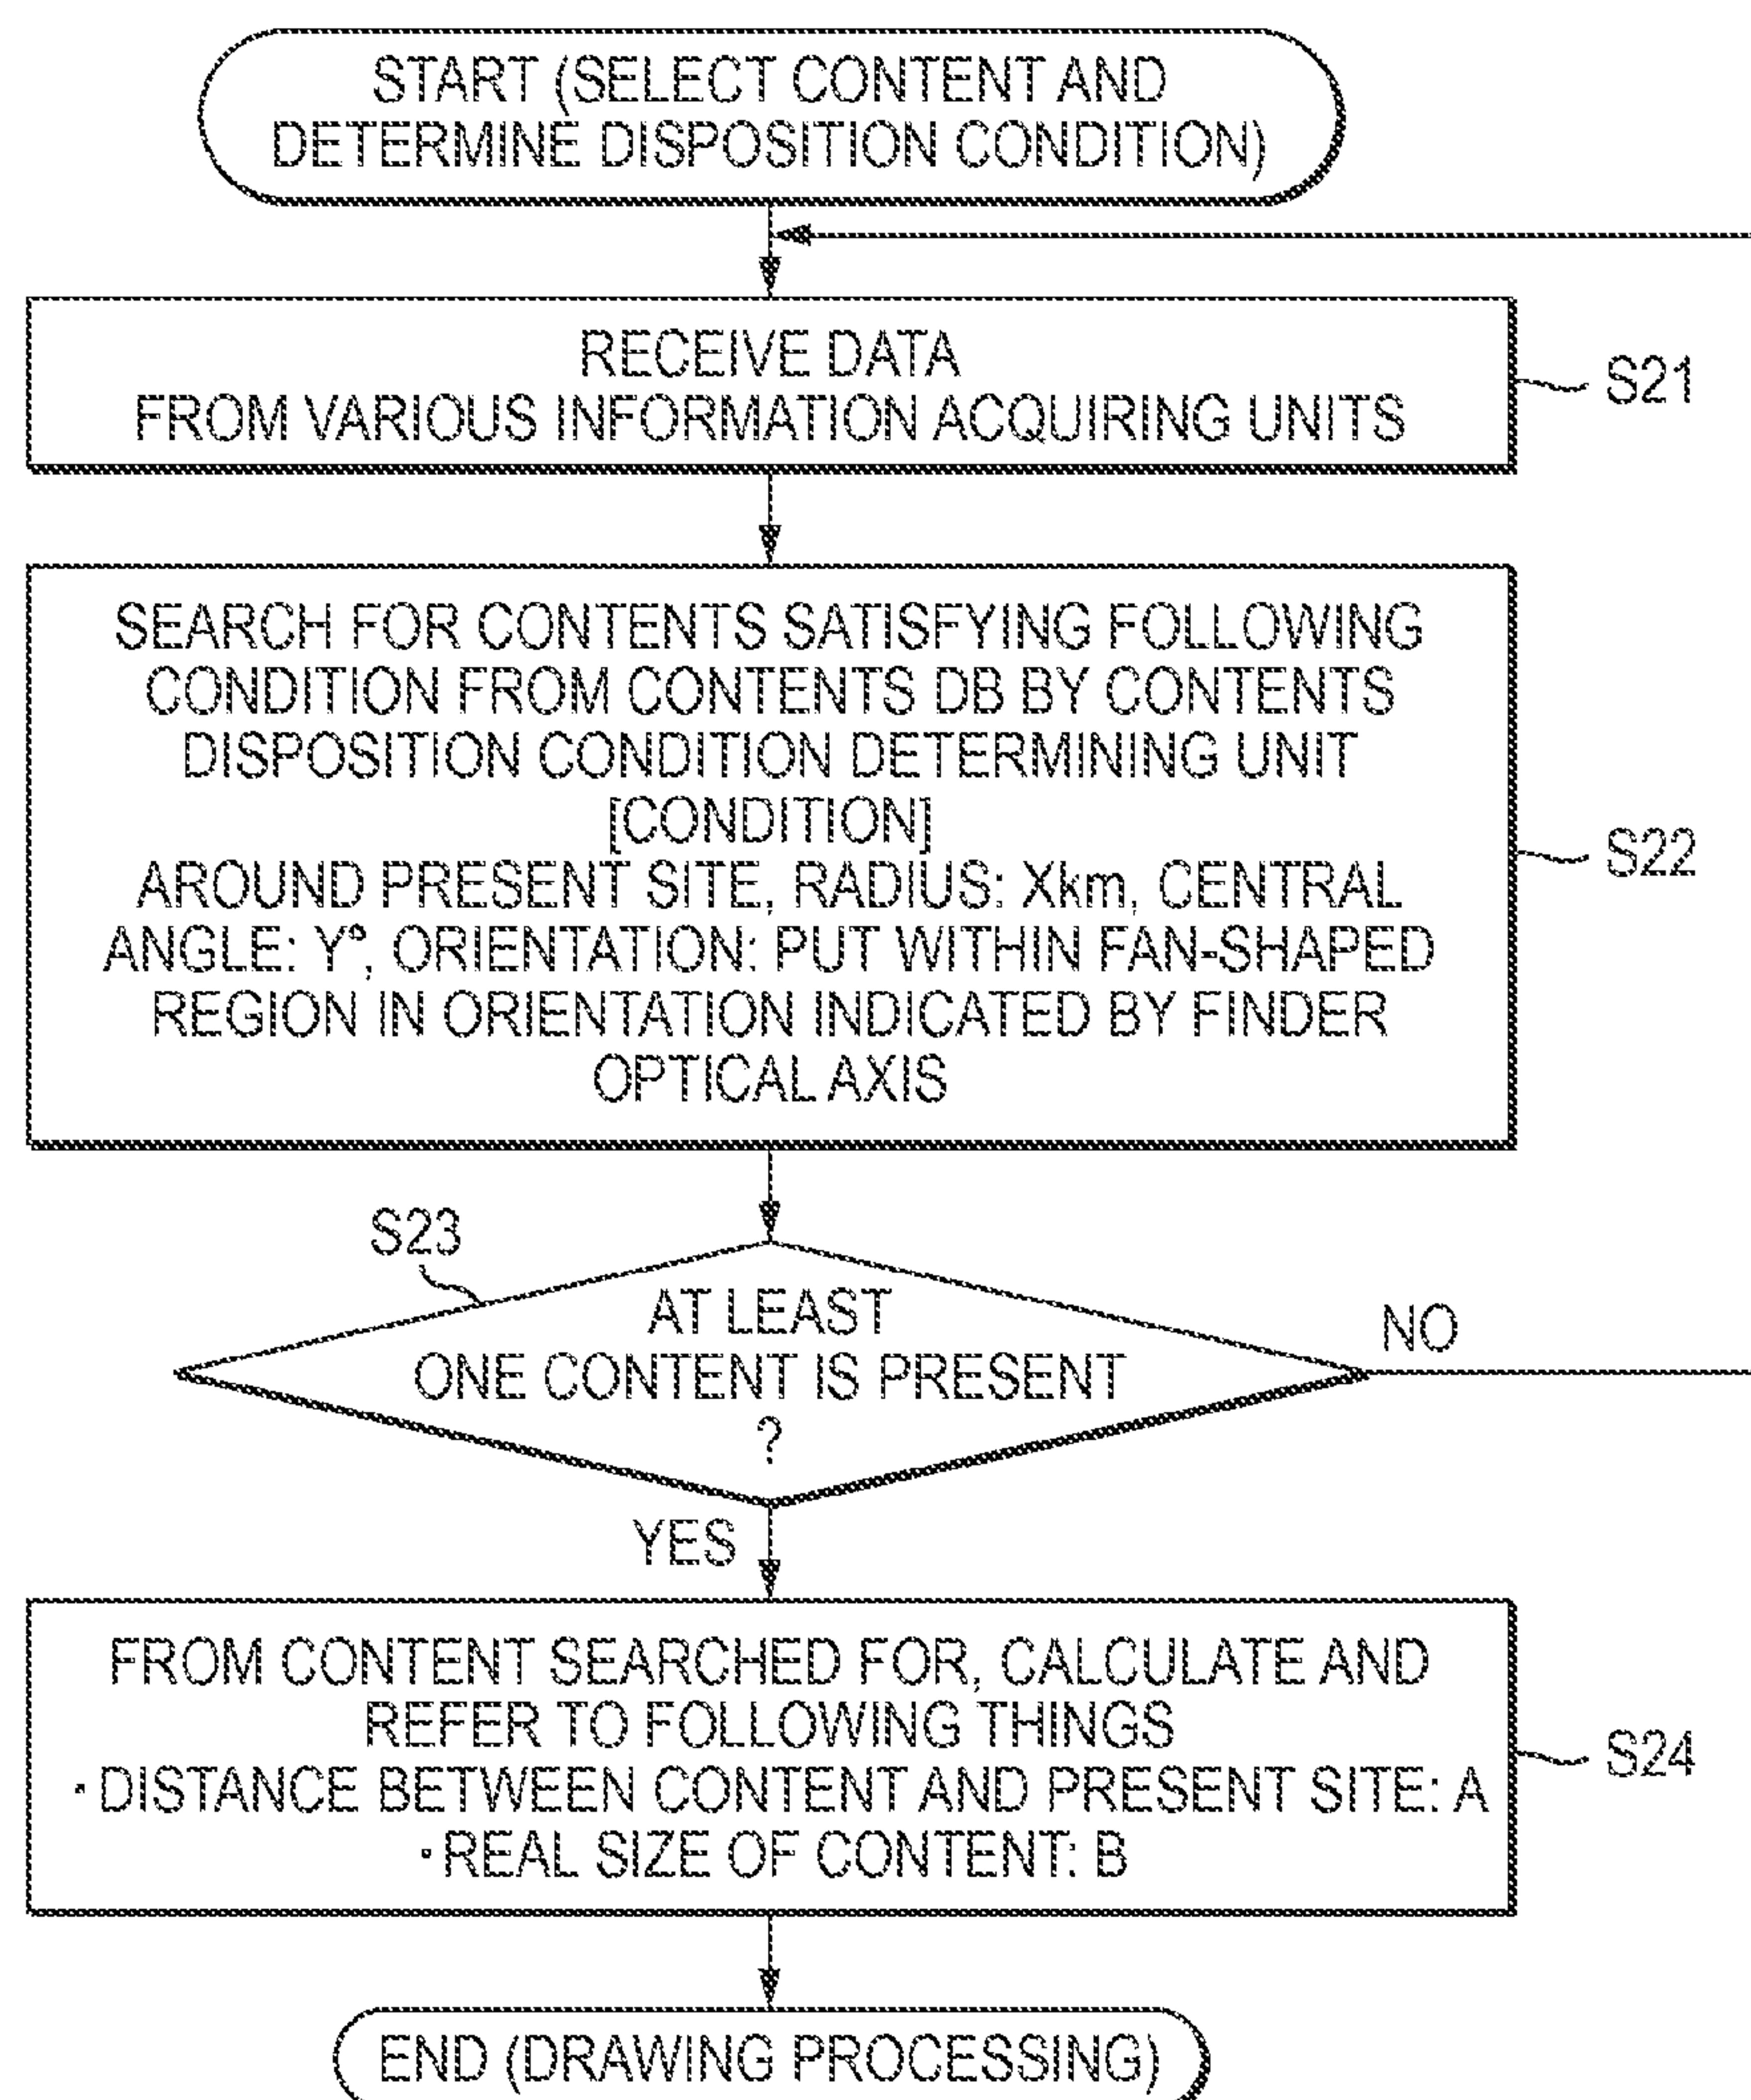 START (SELECT CONTENT AND
DETERMINE DISPOSITION CONDITION)
RECEIVE DATA
FROM VARIOUS INFORMATION ACQUIRING UNITS
S21
SEARCH FOR CONTENTS SATISFYING FOLLOWING
CONDITION FROM CONTENTS DB BY CONTENTS
DISPOSITION CONDITION DETERMINING UNIT
[CONDITION]
AROUND PRESENT SITE, RADIUS: Xkm, CENTRAL
ANGLE: Y°, ORIENTATION: PUT WITHIN FAN-SHAPED
REGION IN ORIENTATION INDICATED BY FINDER
OPTICAL AXIS
S22
S23
AT LEAST
ONE CONTENT IS PRESENT
?
NO
YES
FROM CONTENT SEARCHED FOR, CALCULATE AND
REFER TO FOLLOWING THINGS
・DISTANCE BETWEEN CONTENT AND PRESENT SITE: A
・REAL SIZE OF CONTENT: B
S24
END (DRAWING PROCESSING)